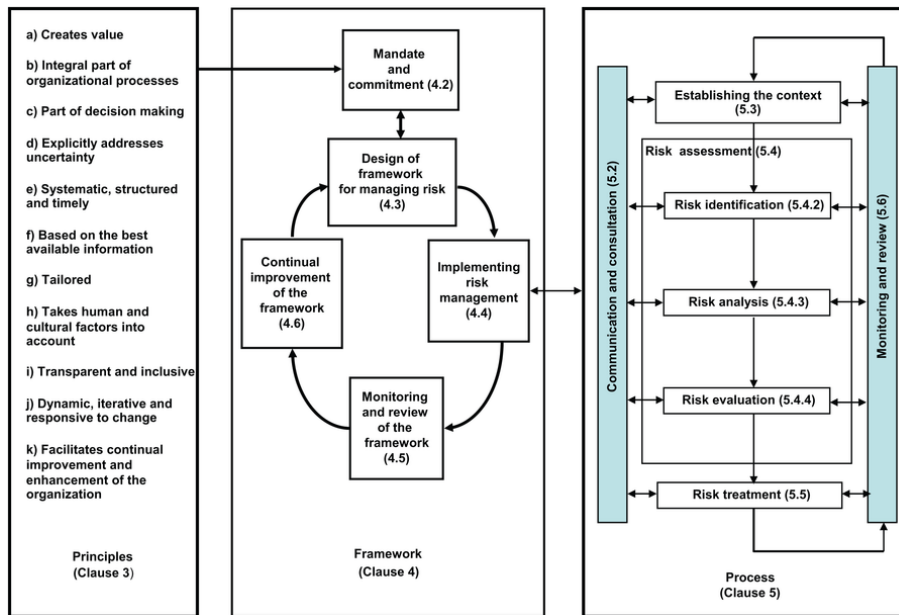 a) Creates value
b) Integral part of
organizational processes
c) Part of decision making
d) Explicitly addresses
uncertainty
e) Systematic, structured
and timely
f) Based on the best
available information
g) Tailored
h) Takes human and
cultural factors into
account
i) Transparent and inclusive
j) Dynamic, iterative and
responsive to change
k) Facilitates continual
improvement and
enhancement of the
organization
Principles
(Clause 3)
Mandate
and
commitment (4.2)
Design of
framework
for managing risk
(4.3)
Implementing
risk
management
(4.4)
Monitoring
and review
of the
framework
(4.5)
Continual
improvement
of the
framework
(4.6)
Framework
(Clause 4)
Communication and consultation (5.2)
Establishing the context
(5.3)
Risk assessment (5.4)
Risk identification (5.4.2)
Risk analysis (5.4.3)
Risk evaluation (5.4.4)
Risk treatment (5.5)
Monitoring and review (5.6)
Process
(Clause 5)